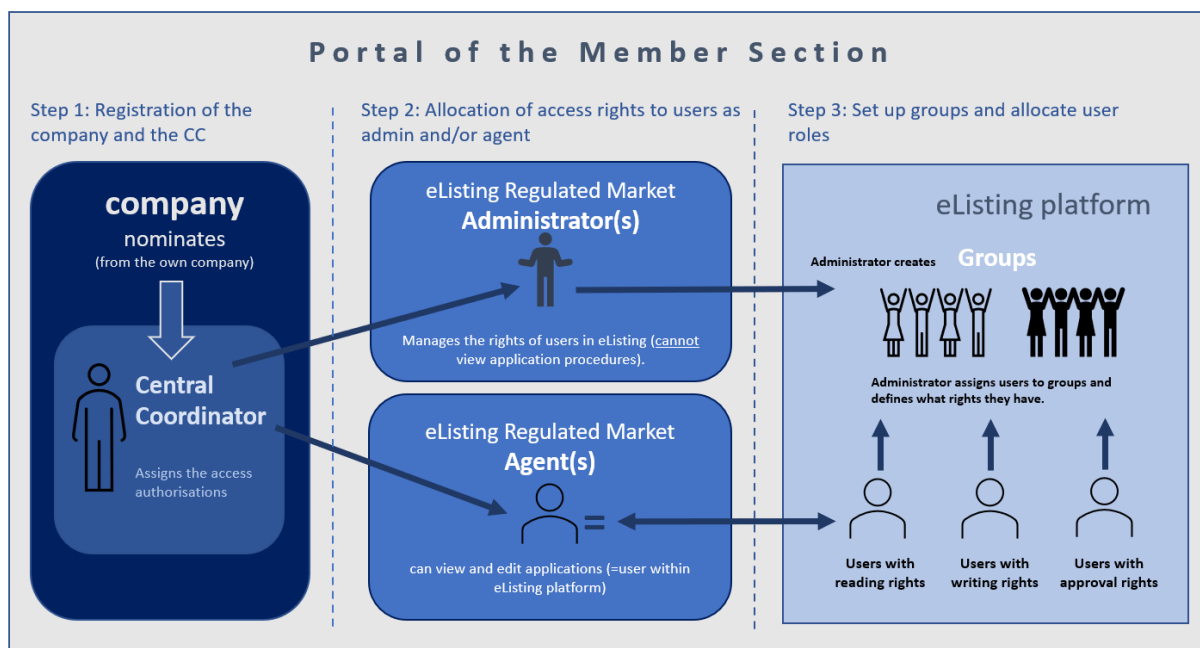 Portal of the Member Section
Step 1: Registration of the
company and the CC
company
nominates
(from the own company)
Central
Coordinator
Assigns the access
authorisations
Step 2: Allocation of access rights to users as
admin and/or agent
eListing Regulated Market
Administrator(s)
Manages the rights of users in eListing (cannot
view application procedures).
eListing Regulated Market
Agent(s)
=
can view and edit applications (=user within
eListing platform)
Step 3: Set up groups and allocate user
roles
eListing platform
Administrator creates Groups
Administrator assigns users to groups and
defines what rights they have.
Users with
reading rights
Users with
writing rights
Users with
approval rights